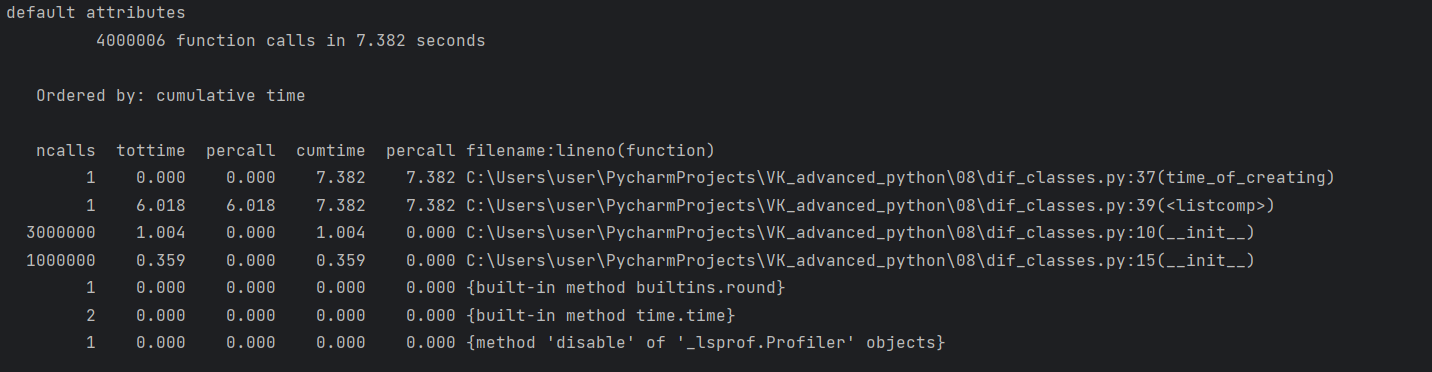 default attributes
         4000006 function calls in 7.382 seconds
   Ordered by: cumulative time
   ncalls  tottime  percall  cumtime  percall filename:lineno(function)
        1    0.000    0.000    7.382    7.382 C:\Users\user\PycharmProjects\VK_advanced_python\08\dif_classes.py:37(time_of_creating)
        1    6.018    6.018    7.382    7.382 C:\Users\user\PycharmProjects\VK_advanced_python\08\dif_classes.py:39(<listcomp>)
  3000000    1.004    0.000    1.004    0.000 C:\Users\user\PycharmProjects\VK_advanced_python\08\dif_classes.py:10(__init__)
  1000000    0.359    0.000    0.359    0.000 C:\Users\user\PycharmProjects\VK_advanced_python\08\dif_classes.py:15(__init__)
        1    0.000    0.000    0.000    0.000 {built-in method builtins.round}
        2    0.000    0.000    0.000    0.000 {built-in method time.time}
        1    0.000    0.000    0.000    0.000 {method 'disable' of '_lsprof.Profiler' objects}